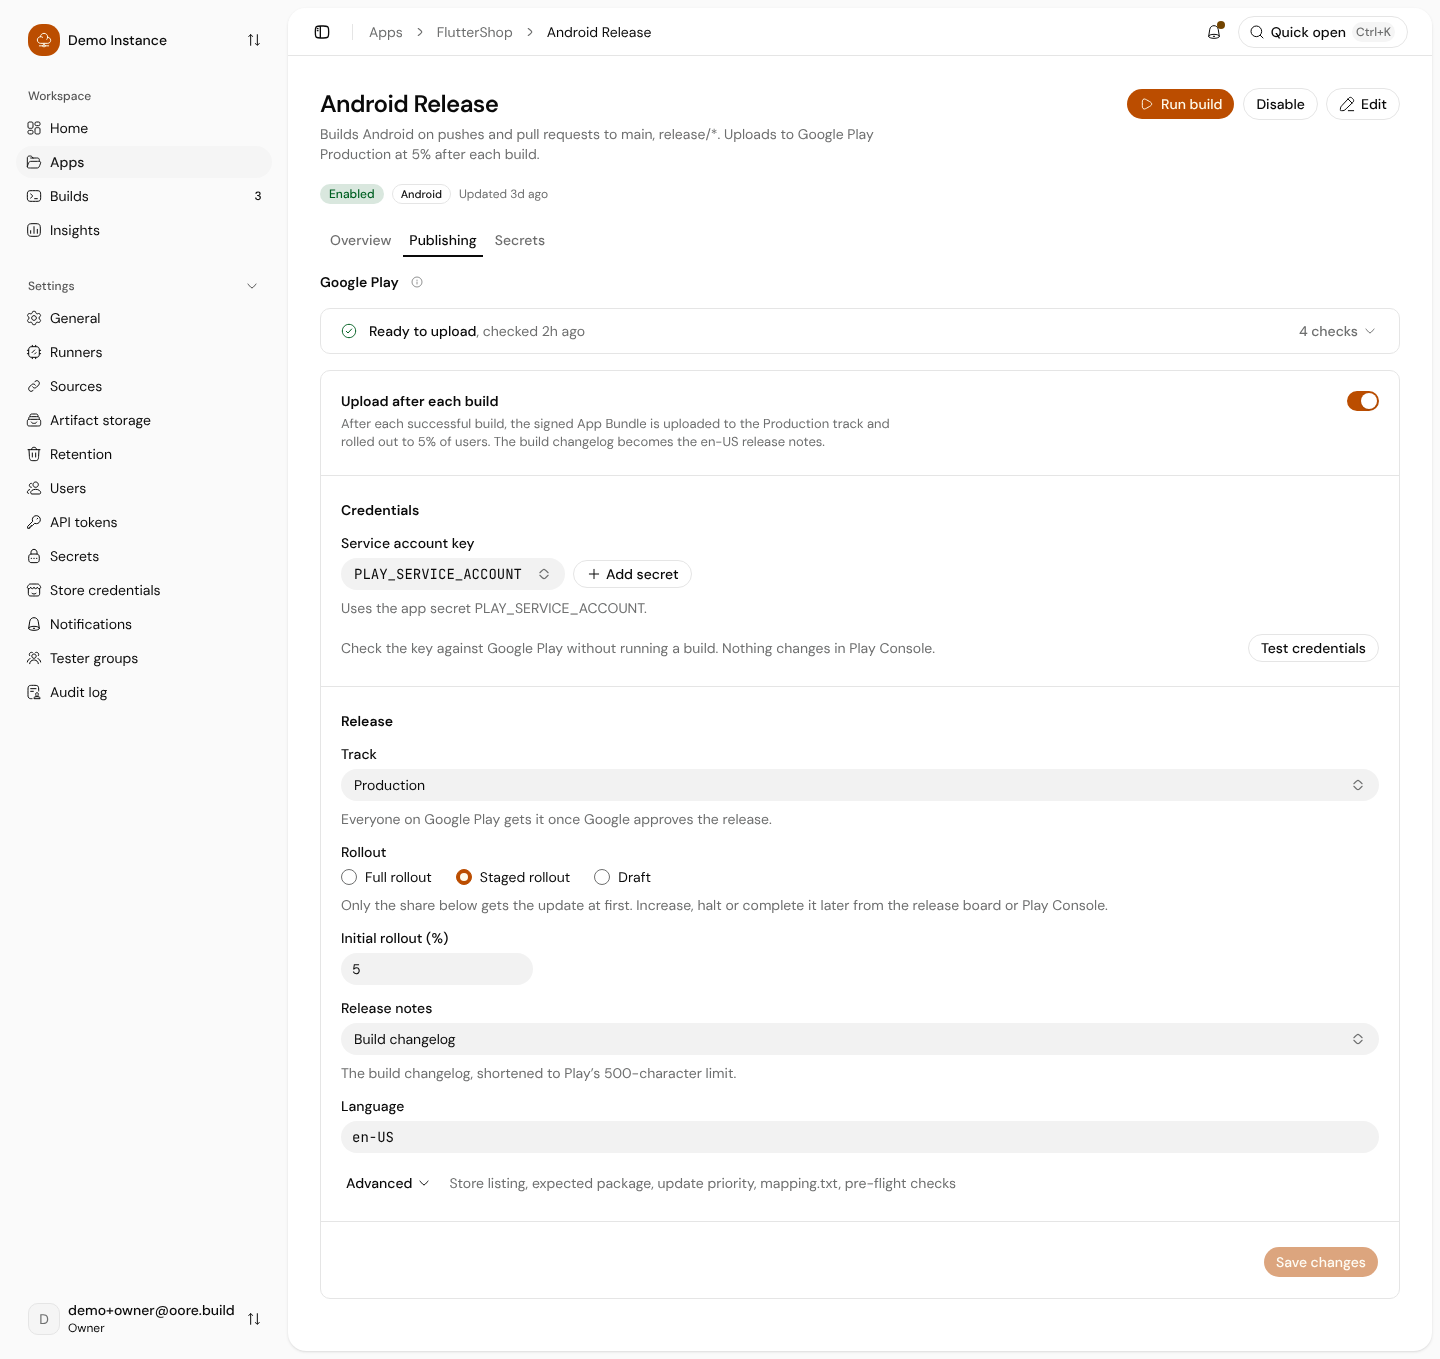 Demo Instance
Workspace
Home
Apps
Builds
3
Insights
Settings
General
Runners
Sources
Artifact storage
Retention
Users
API tokens
Secrets
Store credentials
Notifications
Tester groups
Audit log
D
demo+owner@oore.build
Owner
Apps
FlutterShop
Android Release
Quick open Ctrl+K
Android Release
Run build
Disable
Edit
Builds Android on pushes and pull requests to main, release/*. Uploads to Google Play
Production at 5% after each build.
Enabled
Android
Updated 3d ago
Overview
Publishing
Secrets
Google Play
Ready to upload, checked 2h ago
4 checks
Upload after each build
After each successful build, the signed App Bundle is uploaded to the Production track and
rolled out to 5% of users. The build changelog becomes the en-US release notes.
Credentials
Service account key
PLAY_SERVICE_ACCOUNT
Add secret
Uses the app secret PLAY_SERVICE_ACCOUNT.
Check the key against Google Play without running a build. Nothing changes in Play Console.
Test credentials
Release
Track
Production
Everyone on Google Play gets it once Google approves the release.
Rollout
Full rollout
Staged rollout
Draft
Only the share below gets the update at first. Increase, halt or complete it later from the release board or Play Console.
Initial rollout (%)
5
Release notes
Build changelog
The build changelog, shortened to Play’s 500-character limit.
Language
en-US
Advanced
Store listing, expected package, update priority, mapping.txt, pre-flight checks
Save changes